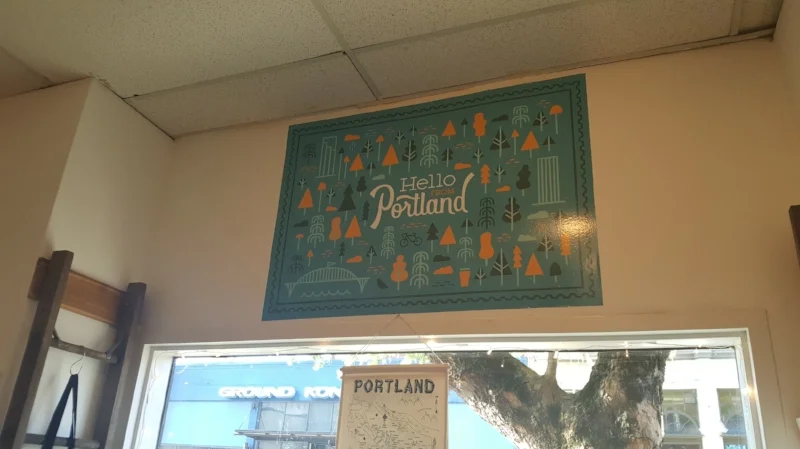 Hello
FROM
Portland
PORTLAND
GROUND KON